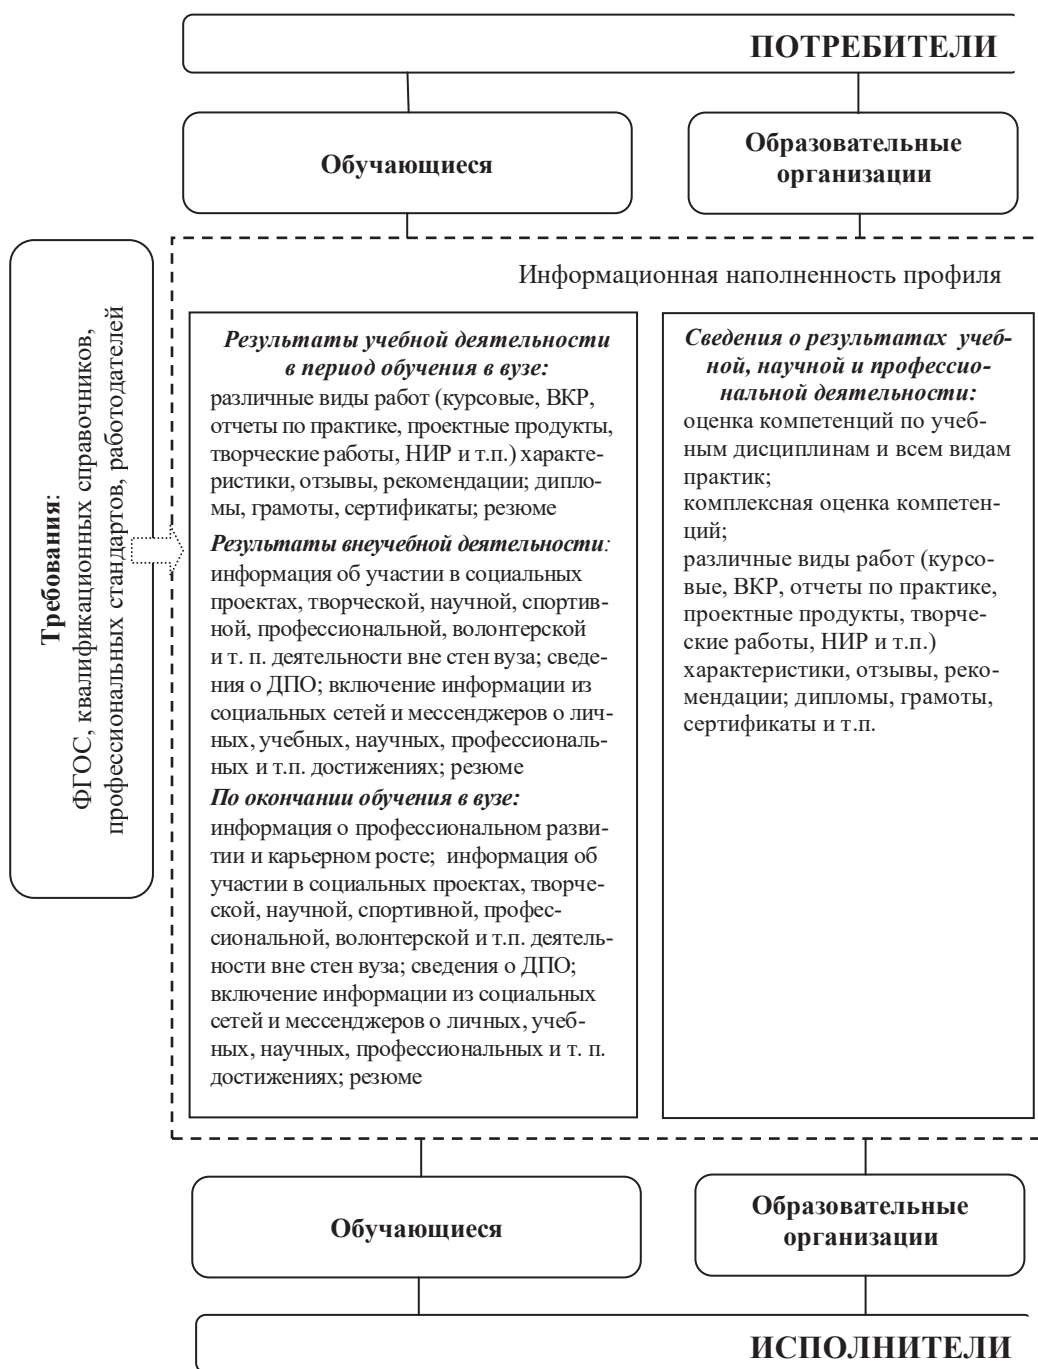 ПОТРЕБИТЕЛИ
Обучающиеся
Образовательные
организации
Требования:
ФГОС, квалификационных справочников,
профессиональных стандартов, работодателей
Информационная наполненность профиля
Результаты учебной деятельности
в период обучения в вузе:
различные виды работ (курсовые, ВКР,
отчеты по практике, проектные продукты,
творческие работы, НИР и т.п.) характе-
ристики, отзывы, рекомендации; дипло-
мы, грамоты, сертификаты; резюме
Результаты внеучебной деятельности:
информация об участии в социальных
проектах, творческой, научной, спортив-
ной, профессиональной, волонтерской
и т. п. деятельности вне стен вуза; сведе-
ния о ДПО; включение информации из
социальных сетей и мессенджеров о лич-
ных, учебных, научных, профессиональ-
ных и т.п. достижениях; резюме
По окончании обучения в вузе:
информация о профессиональном разви-
тии и карьерном росте; информация об
участии в социальных проектах, творче-
ской, научной, спортивной, профес-
сиональной, волонтерской и т.п. деятель-
ности вне стен вуза; сведения о ДПО;
включение информации из социальных
сетей и мессенджеров о личных, учеб-
ных, научных, профессиональных и т. п.
достижениях; резюме
Сведения о результатах учеб-
ной, научной и профессио-
нальной деятельности:
оценка компетенций по учеб-
ным дисциплинам и всем видам
практик;
комплексная оценка компетен-
ций;
различные виды работ (курсо-
вые, ВКР, отчеты по практике,
проектные продукты, творче-
ские работы, НИР и т.п.)
характеристики, отзывы, реко-
мендации; дипломы, грамоты,
сертификаты и т.п.
Обучающиеся
Образовательные
организации
ИСПОЛНИТЕЛИ